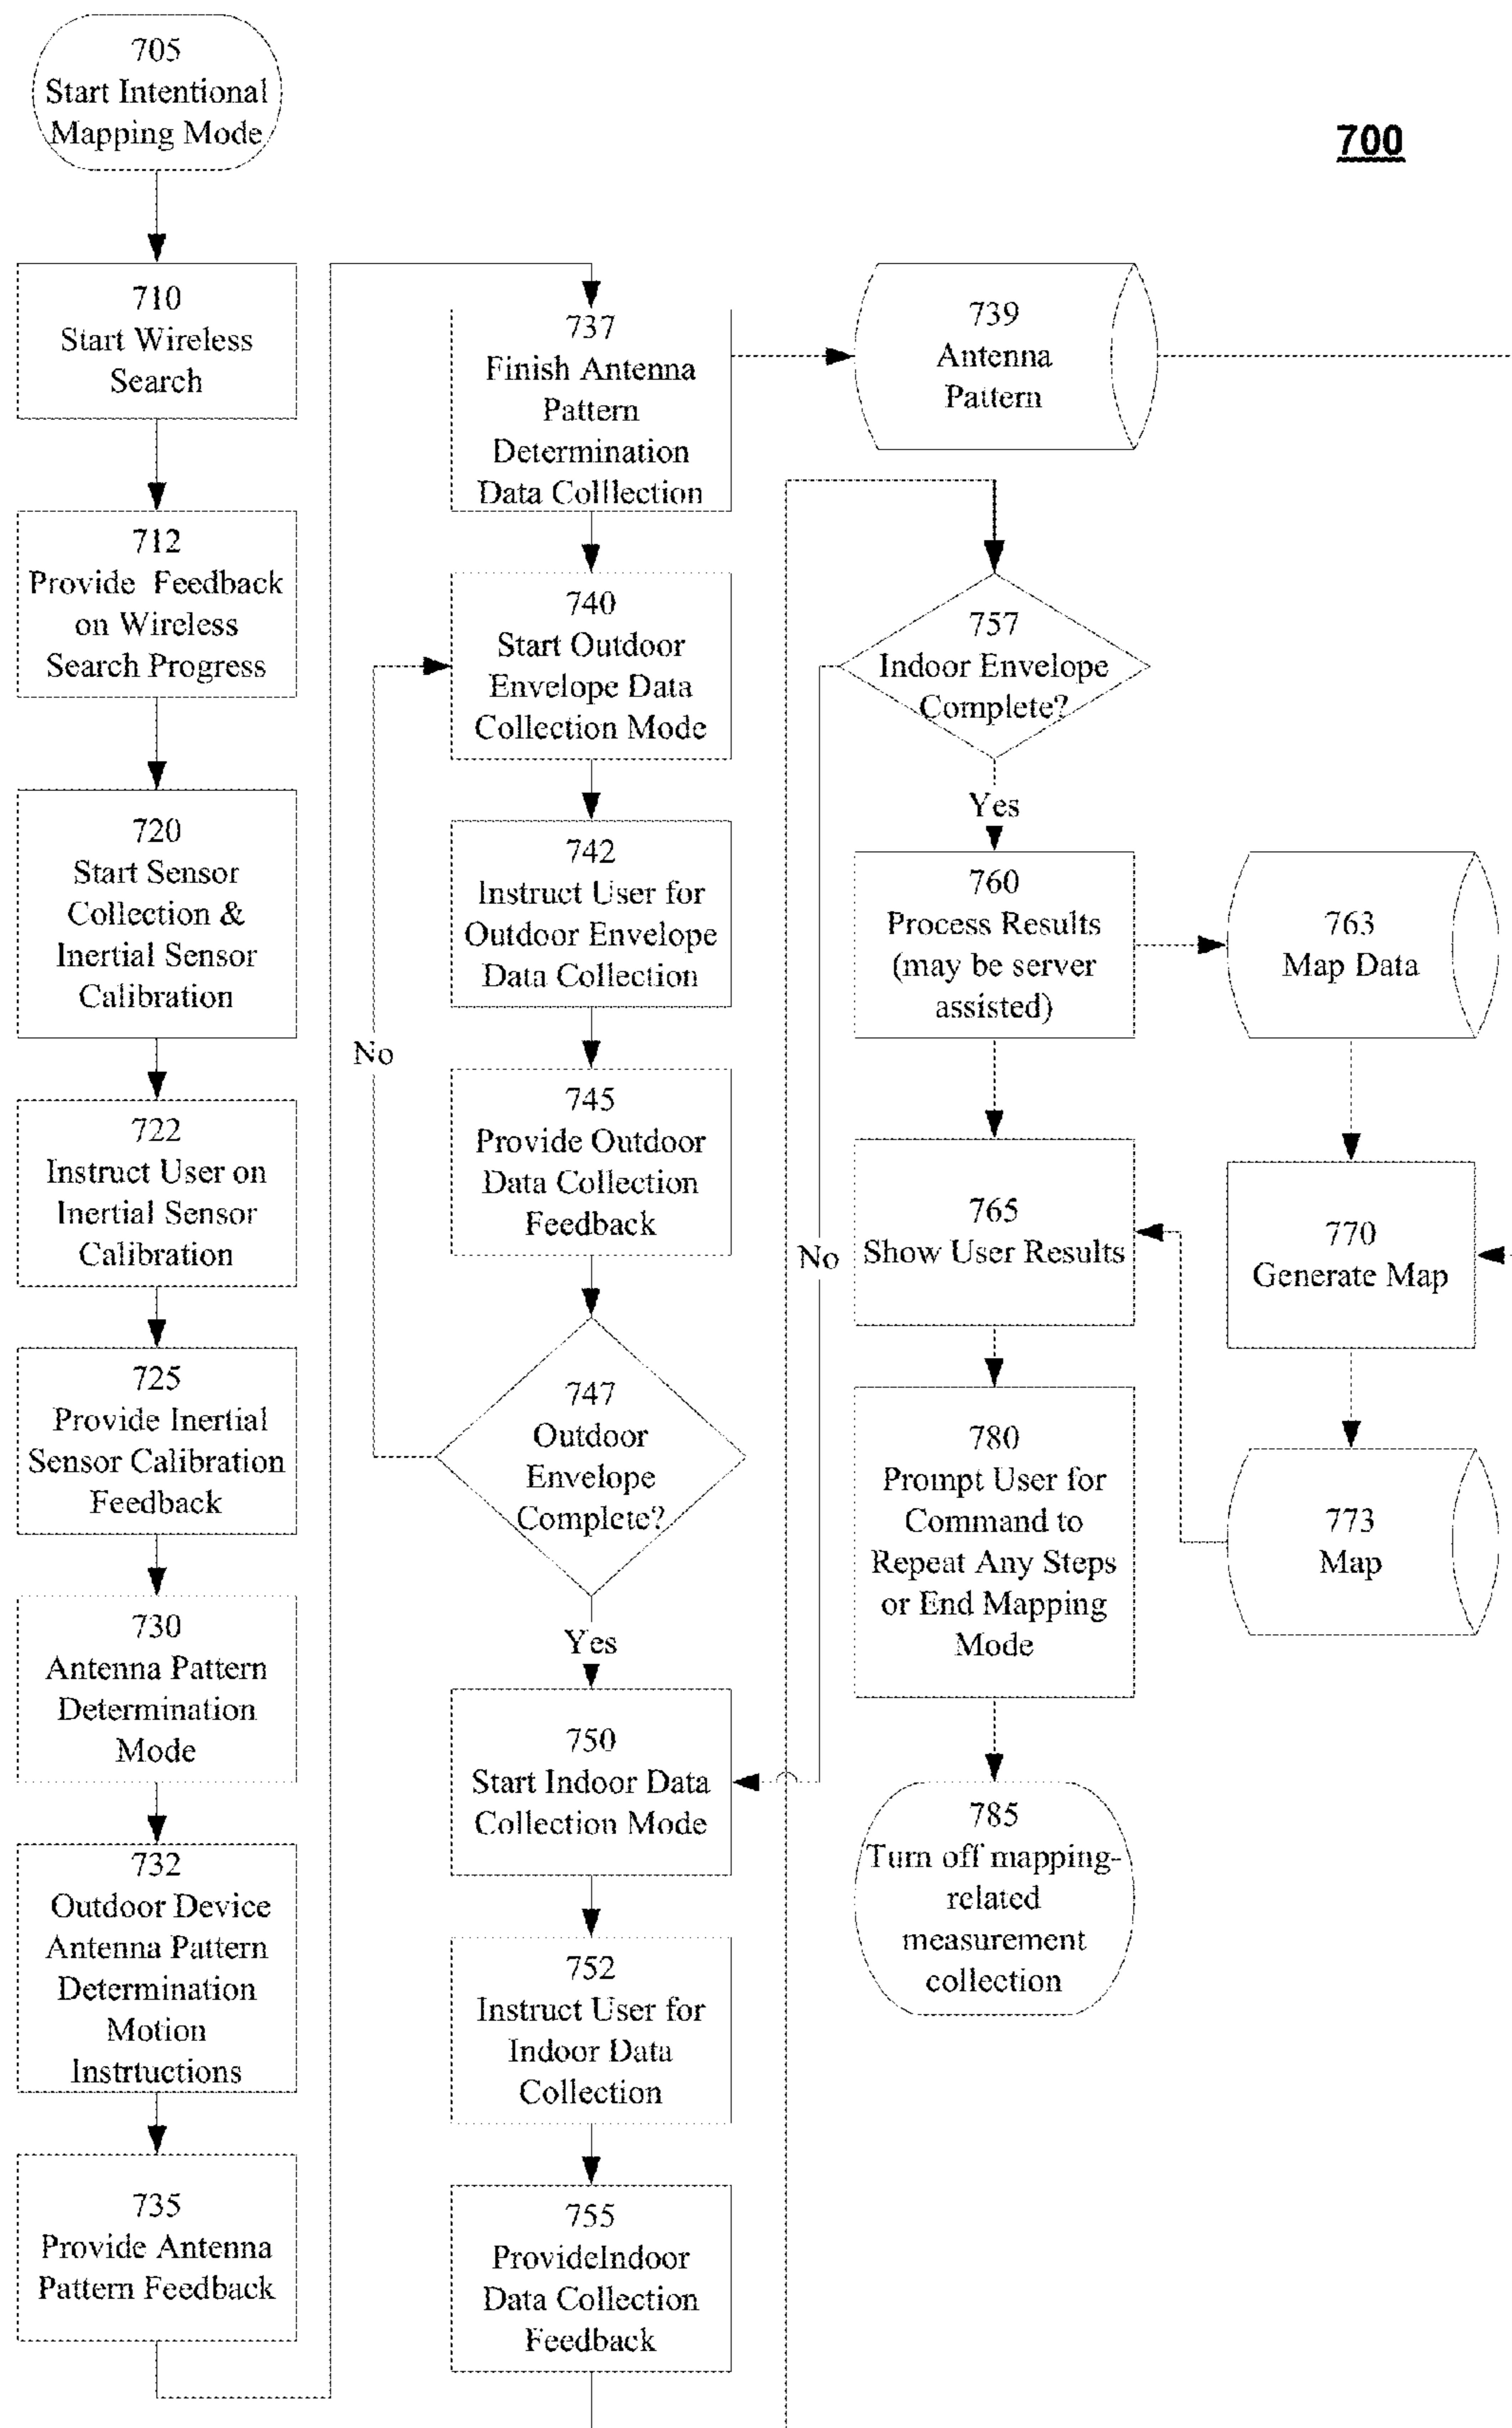 705
Start Intentional
Mapping Mode
700
710
Start Wireless
Search
712
Provide Feedback
on Wireless
Search Progress
720
Start Sensor
Collection &
Inertial Sensor
Calibration
722
Instruct User on
Inertial Sensor
Calibration
725
Provide Inertial
Sensor Calibration
Feedback
730
Antenna Pattern
Determination
Mode
732
Outdoor Device
Antenna Pattern
Determination
Motion
Instrtuctions
735
Provide Antenna
Pattern Feedback
737
Finish Antenna
Pattern
Determination
Data Colllection
739
Antenna
Pattern
740
Start Outdoor
Envelope Data
Collection Mode
742
Instruct User for
Outdoor Envelope
Data Collection
745
Provide Outdoor
Data Collection
Feedback
No
747
Outdoor
Envelope
Complete?
Yes
750
Start Indoor Data
Collection Mode
752
Instruct User for
Indoor Data
Collection
755
ProvideIndoor
Data Collection
Feedback
757
Indoor Envelope
Complete?
Yes
No
760
Process Results
(may be server
assisted)
763
Map Data
765
Show User Results
770
Generate Map
773
Map
780
Prompt User for
Command to
Repeat Any Steps
or End Mapping
Mode
785
Turn off mapping-
related
measurement
collection